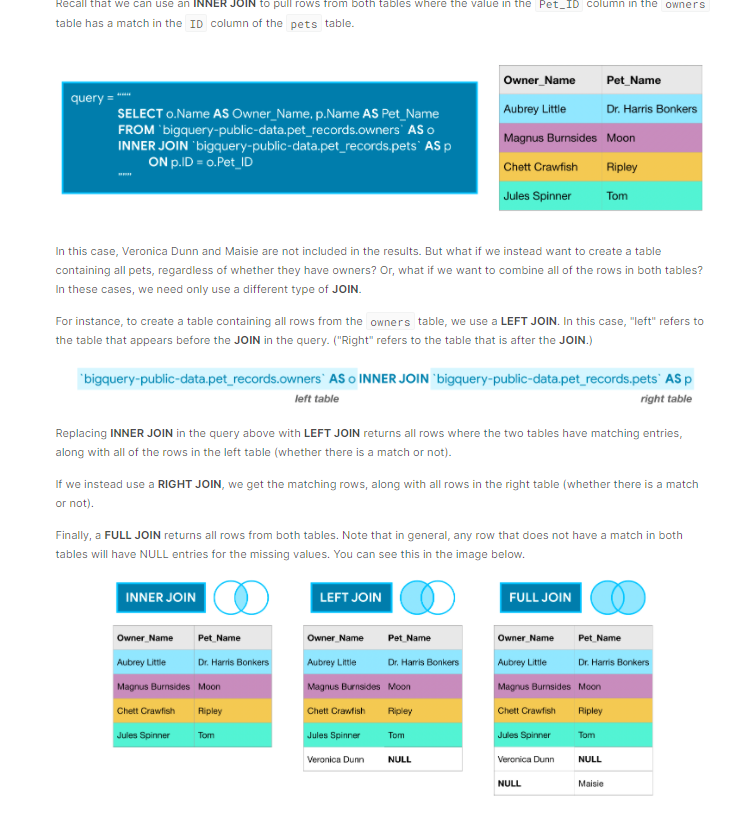 Recall that we can use an INNER JOIN to pull rows from both tables where the value in the Pet_ID column in the owners
table has a match in the ID column of the pets table.
query = """
SELECT o.Name AS Owner_Name, p.Name AS Pet_Name
FROM `bigquery-public-data.pet_records.owners` AS o
INNER JOIN `bigquery-public-data.pet_records.pets` AS p
ON p.ID = o.Pet_ID
"""
Owner_Name Pet_Name
Aubrey Little Dr. Harris Bonkers
Magnus Burnsides Moon
Chett Crawfish Ripley
Jules Spinner Tom
In this case, Veronica Dunn and Maisie are not included in the results. But what if we instead want to create a table
containing all pets, regardless of whether they have owners? Or, what if we want to combine all of the rows in both tables?
In these cases, we need only use a different type of JOIN.
For instance, to create a table containing all rows from the owners table, we use a LEFT JOIN. In this case, "left" refers to
the table that appears before the JOIN in the query. ("Right" refers to the table that is after the JOIN.)
`bigquery-public-data.pet_records.owners` AS o INNER JOIN `bigquery-public-data.pet_records.pets` AS p
left table right table
Replacing INNER JOIN in the query above with LEFT JOIN returns all rows where the two tables have matching entries,
along with all of the rows in the left table (whether there is a match or not).
If we instead use a RIGHT JOIN, we get the matching rows, along with all rows in the right table (whether there is a match
or not).
Finally, a FULL JOIN returns all rows from both tables. Note that in general, any row that does not have a match in both
tables will have NULL entries for the missing values. You can see this in the image below.
INNER JOIN
Owner_Name Pet_Name
Aubrey Little Dr. Harris Bonkers
Magnus Burnsides Moon
Chett Crawfish Ripley
Jules Spinner Tom
LEFT JOIN
Owner_Name Pet_Name
Aubrey Little Dr. Harris Bonkers
Magnus Burnsides Moon
Chett Crawfish Ripley
Jules Spinner Tom
Veronica Dunn NULL
FULL JOIN
Owner_Name Pet_Name
Aubrey Little Dr. Harris Bonkers
Magnus Burnsides Moon
Chett Crawfish Ripley
Jules Spinner Tom
Veronica Dunn NULL
NULL Maisie